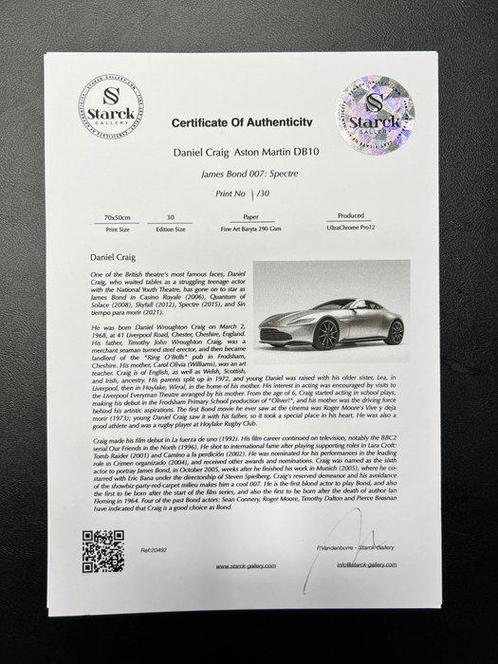 STARCK-GALLERY.COM
Starck
GALLERY
CERTIFICATE OF AUTHENTICITY
Starck
GALLERY
Certificate Of Authenticity
Daniel Craig Aston Martin DB10
James Bond 007: Spectre
Print No 1/30
70x50cm 30 Paper Produced
Print Size Edition Size Fine Art Baryta 290 Gsm UltraChrome Pro12
Daniel Craig
One of the British theatre's most famous faces, Daniel
Craig, who waited tables as a struggling teenage actor
with the National Youth Theatre, has gone on to star as
James Bond in Casino Royale (2006), Quantum of
Solace (2008), Skyfall (2012), Spectre (2015), and Sin
tiempo para morir (2021).
He was born Daniel Wroughton Craig on March 2,
1968, at 41 Liverpool Road, Chester, Cheshire, England.
His father, Timothy John Wroughton Craig, was a
merchant seaman turned steel erector, and then became
landlord of the "Ring O'Bells" pub in Frodsham,
Cheshire. His mother, Carol Olivia (Williams), was an art
teacher. Craig is of English, as well as Welsh, Scottish,
and Irish, ancestry. His parents split up in 1972, and young Daniel was raised with his older sister, Lea, in
Liverpool, then in Hoylake, Wirral, in the home of his mother. His interest in acting was encouraged by visits to
the Liverpool Everyman Theatre arranged by his mother. From the age of 6, Craig started acting in school plays,
making his debut in the Frodsham Primary School production of "Oliver!", and his mother was the driving force
behind his artistic aspirations. The first Bond movie he ever saw at the cinema was Roger Moore's Vive y deja
morir (1973); young Daniel Craig saw it with his father, so it took a special place in his heart. He was also a
good athlete and was a rugby player at Hoylake Rugby Club.
Craig made his film debut in La fuerza de uno (1992). His film career continued on television, notably the BBC2
serial Our Friends in the North (1996). He shot to international fame after playing supporting roles in Lara Croft:
Tomb Raider (2001) and Camino a la perdición (2002). He was nominated for his performances in the leading
role in Crimen organizado (2004), and received other awards and nominations. Craig was named as the sixth
actor to portray James Bond, in October 2005, weeks after he finished his work in Munich (2005), where he co-
starred with Eric Bana under the directorship of Steven Spielberg. Craig's reserved demeanor and avoidance
of the showbiz-party-red-carpet milieu makes him a cool 007. He is the first blond actor to play Bond, and also
the first to be born after the start of the film series, and also the first to be born after the death of author Ian
Fleming in 1964. Four of the past Bond actors: Sean Connery, Roger Moore, Timothy Dalton and Pierce Brosnan
have indicated that Craig is a good choice as Bond.
Ref:20492
P.Vandenborre - Starck Gallery
www.starck-gallery.com
info@starck-gallery.com